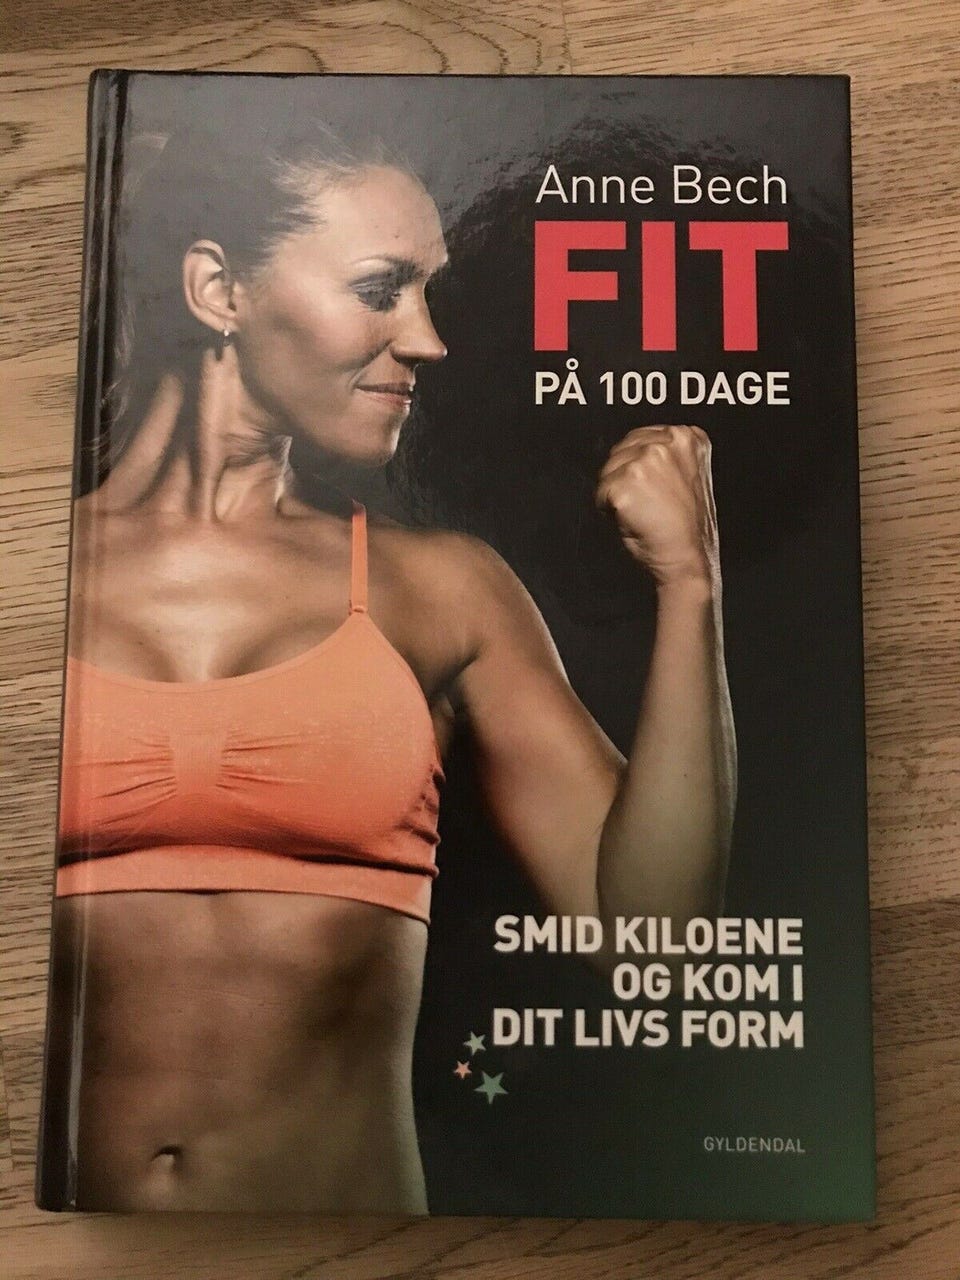 Anne Bech
FIT
PÅ 100 DAGE
SMID KILOENE
OG KOM I
DIT LIVS FORM
GYLDENDAL